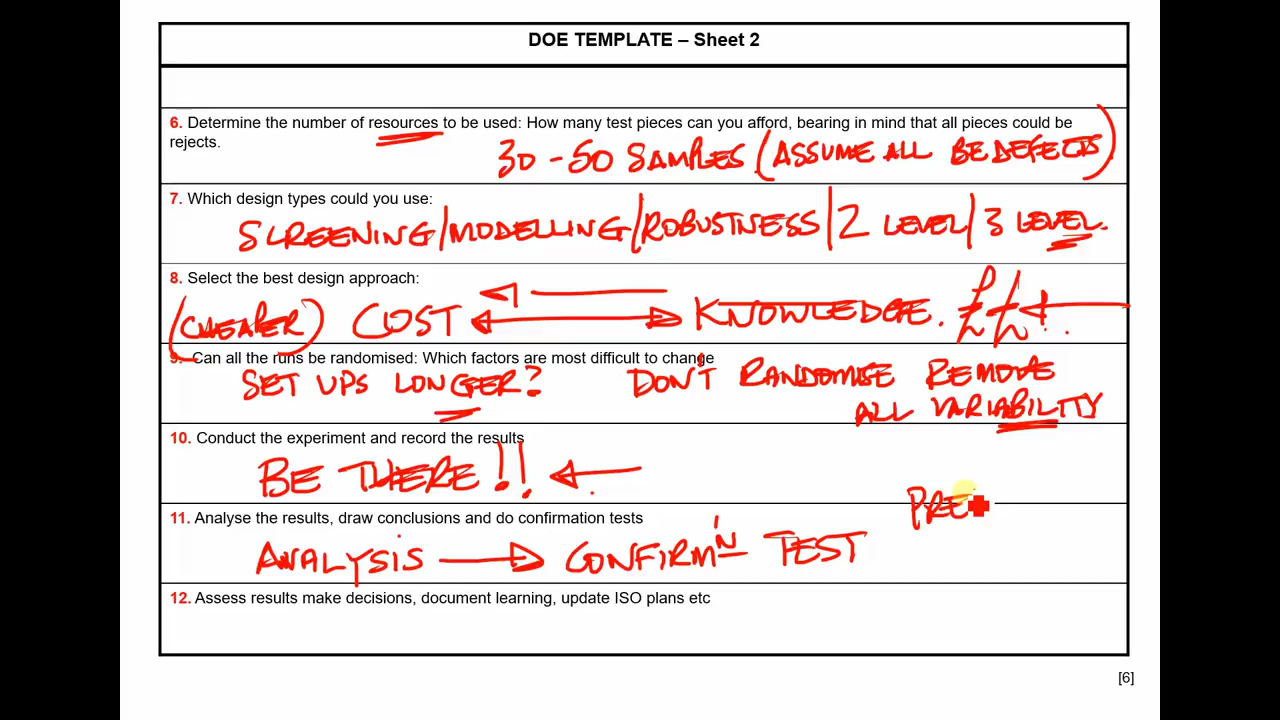 DOE TEMPLATE – Sheet 2
6. Determine the number of resources to be used: How many test pieces can you afford, bearing in mind that all pieces could be
rejects.
30 - 50 SAMPLES (ASSUME ALL BE DEFECTS)
7. Which design types could you use:
SCREENING/MODELLING/ROBUSTNESS/2 LEVEL/3 LEVEL.
8. Select the best design approach:
(CHEAPER) COST KNOWLEDGE. ££!
9. Can all the runs be randomised: Which factors are most difficult to change
SET UPS LONGER? DON'T RANDOMISE REMOVE
ALL VARIABILITY
10. Conduct the experiment and record the results
BE THERE!!
PRE
11. Analyse the results, draw conclusions and do confirmation tests
ANALYSIS → CONFIRM'N TEST
12. Assess results make decisions, document learning, update ISO plans etc
[6]